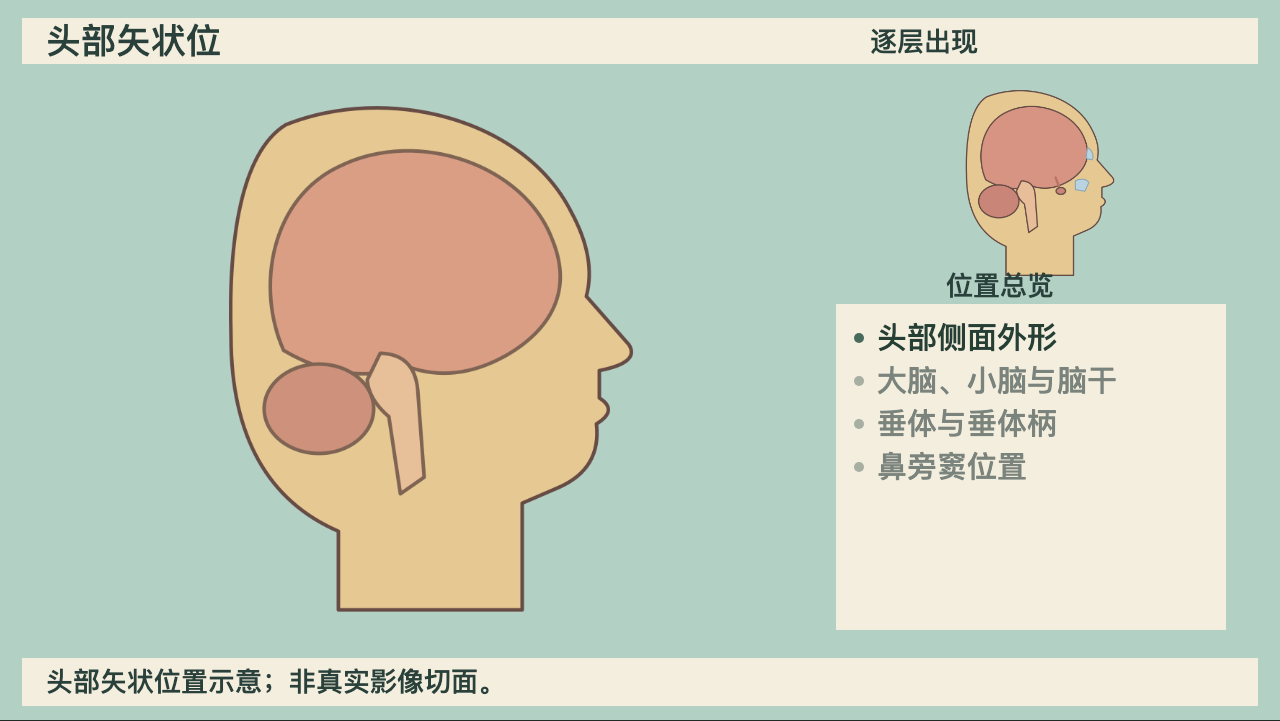 头部矢状位
逐层出现
位置总览
头部侧面外形
大脑、小脑与脑干
垂体与垂体柄
鼻旁窦位置
头部矢状位置示意；非真实影像切面。